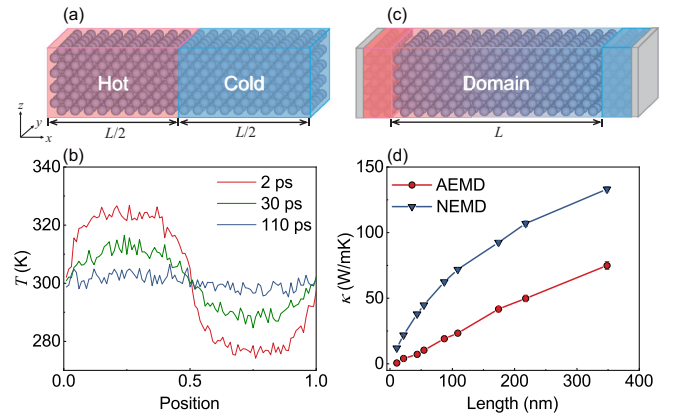 (a)
Hot
Cold
z
y
x
L/2
L/2
(c)
Domain
L
(b)
340
320
300
280
T (K)
2 ps
30 ps
110 ps
0.0
0.5
1.0
Position
(d)
150
100
50
0
κ (W/mK)
AEMD
NEMD
0
100
200
300
400
Length (nm)